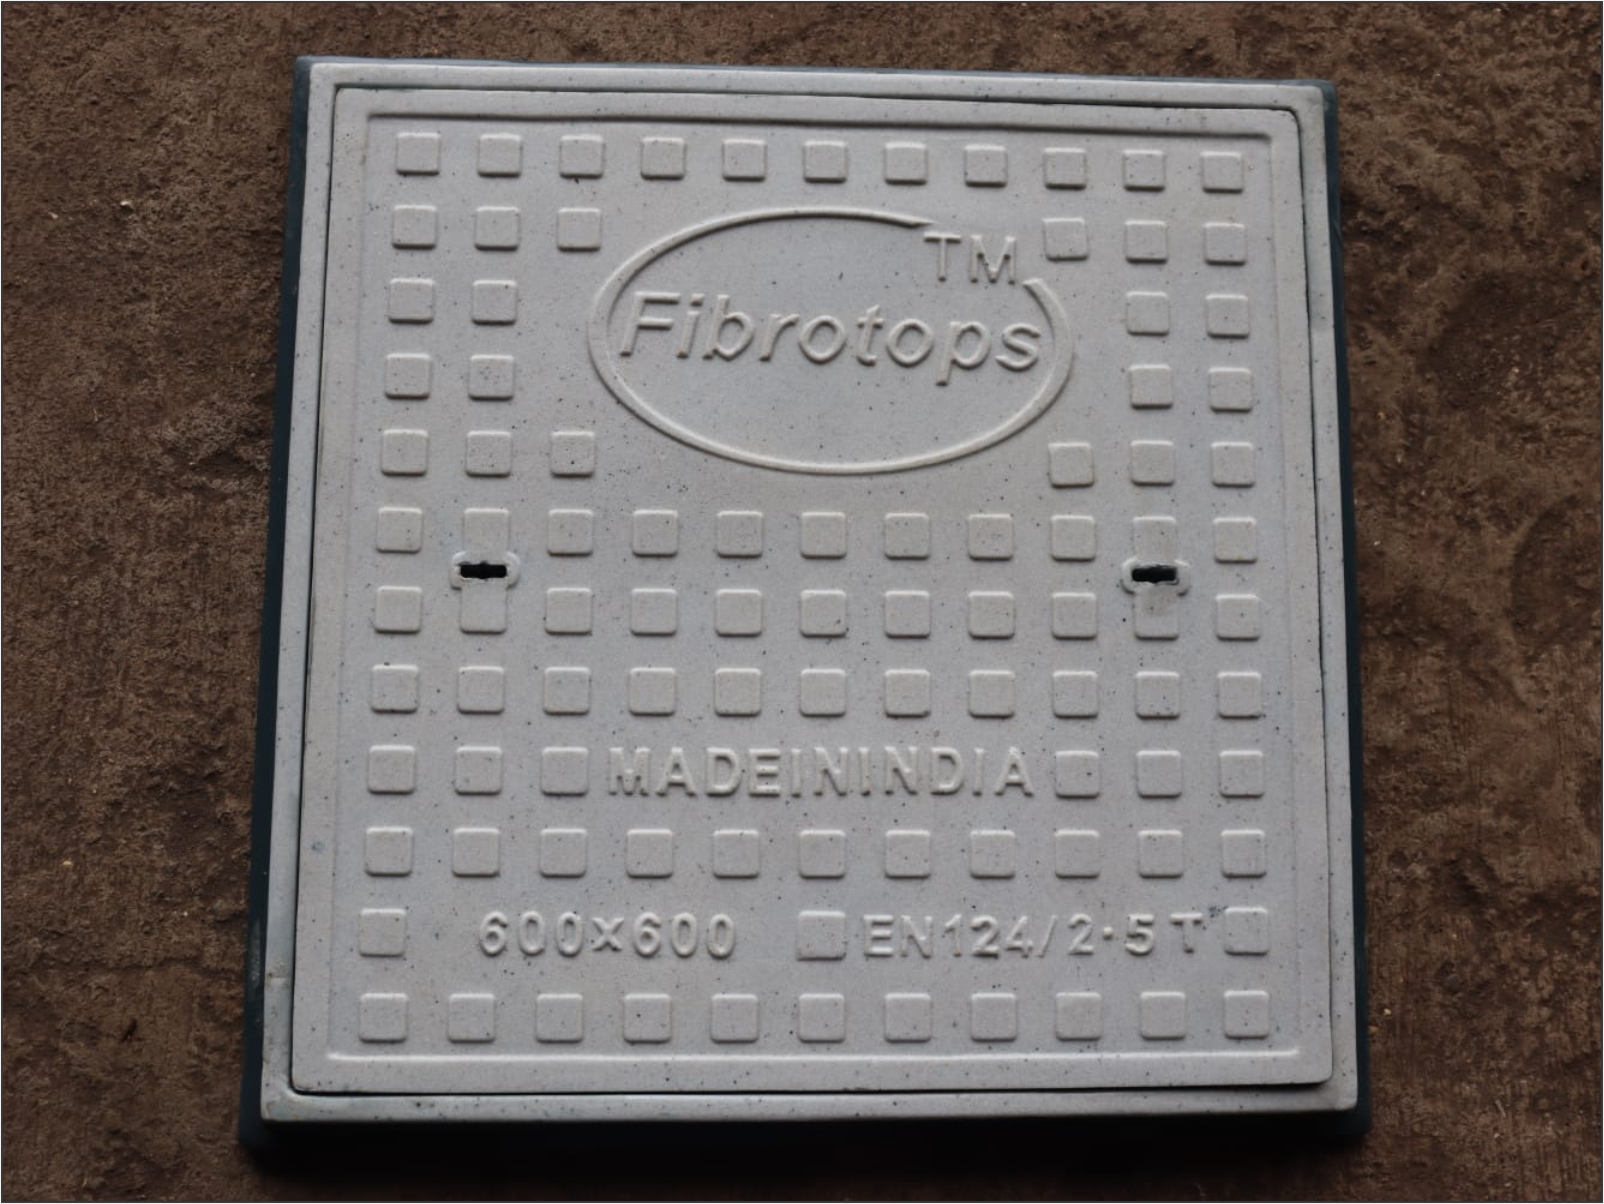 TM
Fibrotops
MADEININDIA
600x600 EN124/2.5T